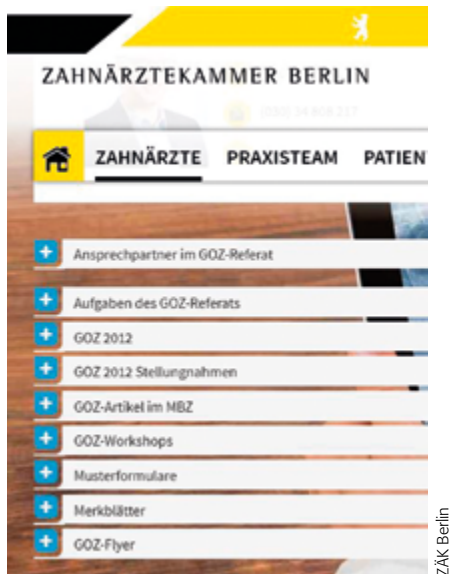 ZAHNÄRZTEKAMMER BERLIN
ZAHNÄRZTE PRAXISTEAM PATIEN
Ansprechpartner im GOZ-Referat
Aufgaben des GOZ-Referats
GOZ 2012
GOZ 2012 Stellungnahmen
GOZ-Artikel im MBZ
GOZ-Workshops
Musterformulare
Merkblätter
GOZ-Flyer
ZÄK Berlin